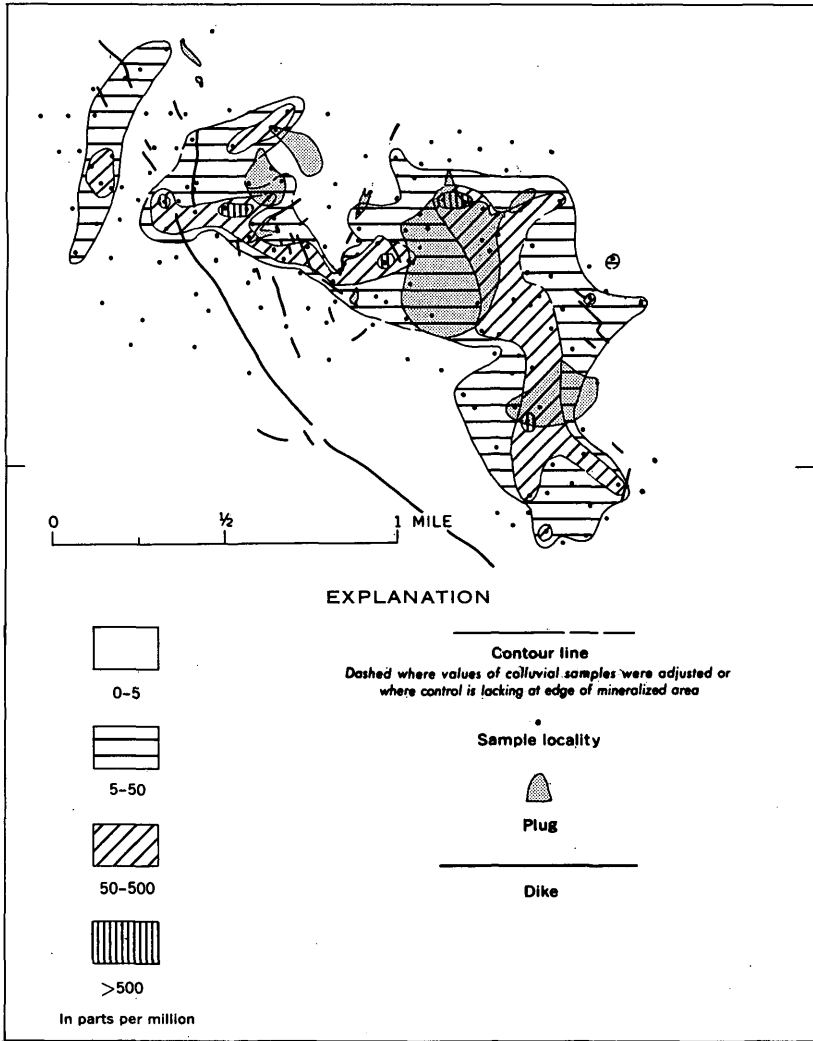 0 ½ 1 MILE
EXPLANATION
0-5
5-50
50-500
>500
In parts per million
Contour line
Dashed where values of colluvial samples were adjusted or
where control is lacking at edge of mineralized area
Sample locality
Plug
Dike